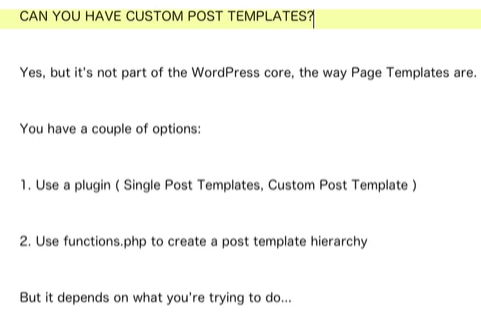 CAN YOU HAVE CUSTOM POST TEMPLATES?
Yes, but it's not part of the WordPress core, the way Page Templates are.
You have a couple of options:
1. Use a plugin ( Single Post Templates, Custom Post Template )
2. Use functions.php to create a post template hierarchy
But it depends on what you're trying to do...